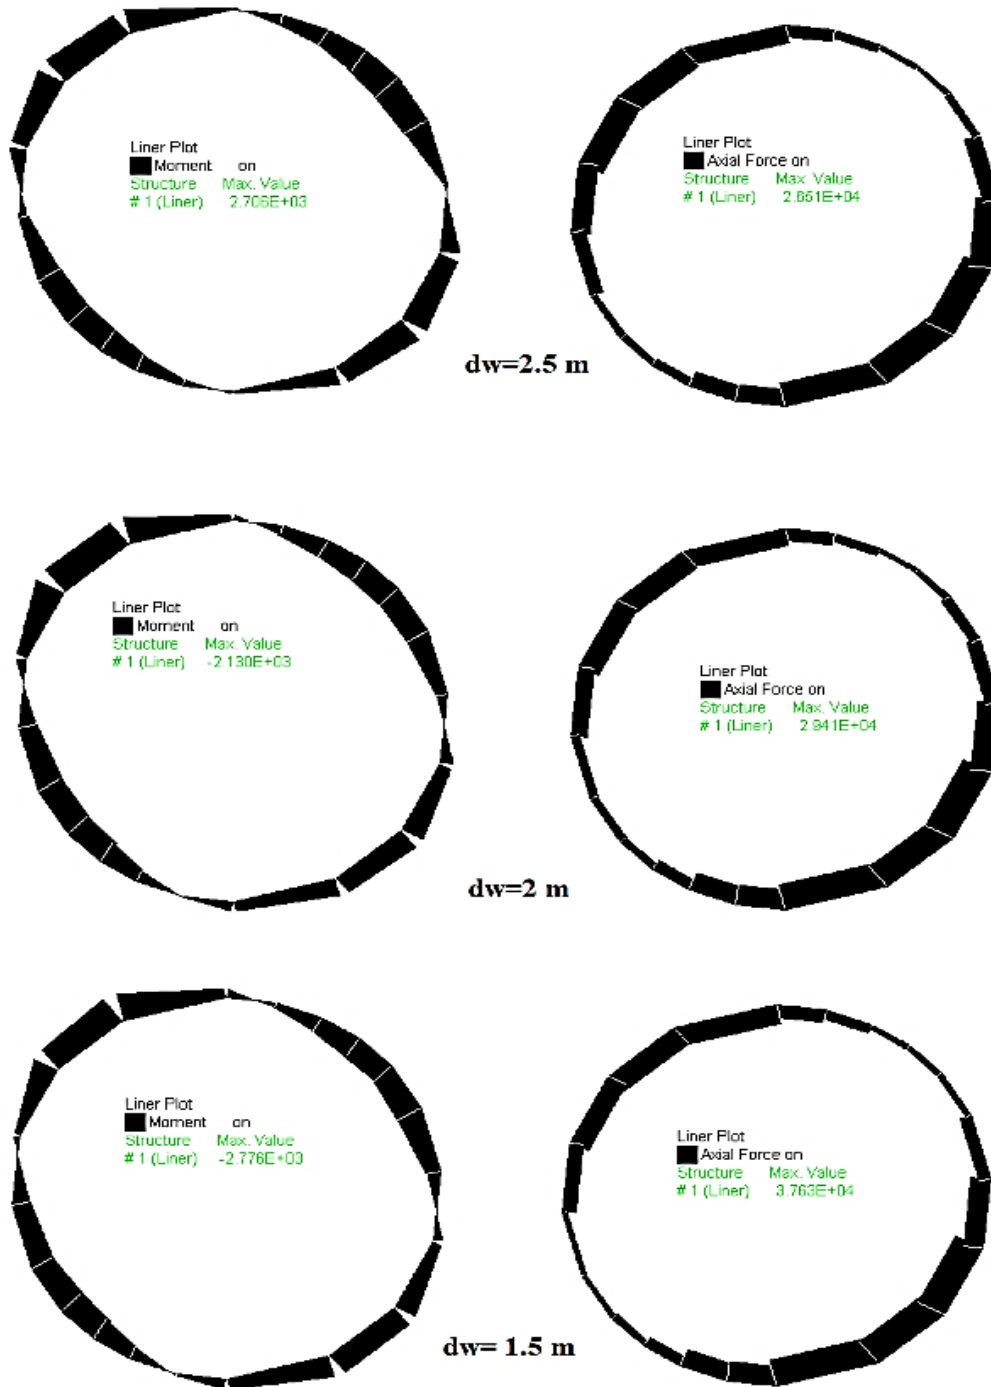 Liner Plot
Moment on
Structure Max. Value
# 1 (Liner) 2.706E+03
Liner Plot
Axial Force on
Structure Max. Value
# 1 (Liner) 2.651E+04
dw=2.5 m
Liner Plot
Moment on
Structure Max. Value
# 1 (Liner) -2.130E+03
Liner Plot
Axial Force on
Structure Max. Value
# 1 (Liner) 2.941E+04
dw=2 m
Liner Plot
Moment on
Structure Max. Value
# 1 (Liner) -2.776E+03
Liner Plot
Axial Force on
Structure Max. Value
# 1 (Liner) 3.763E+04
dw= 1.5 m